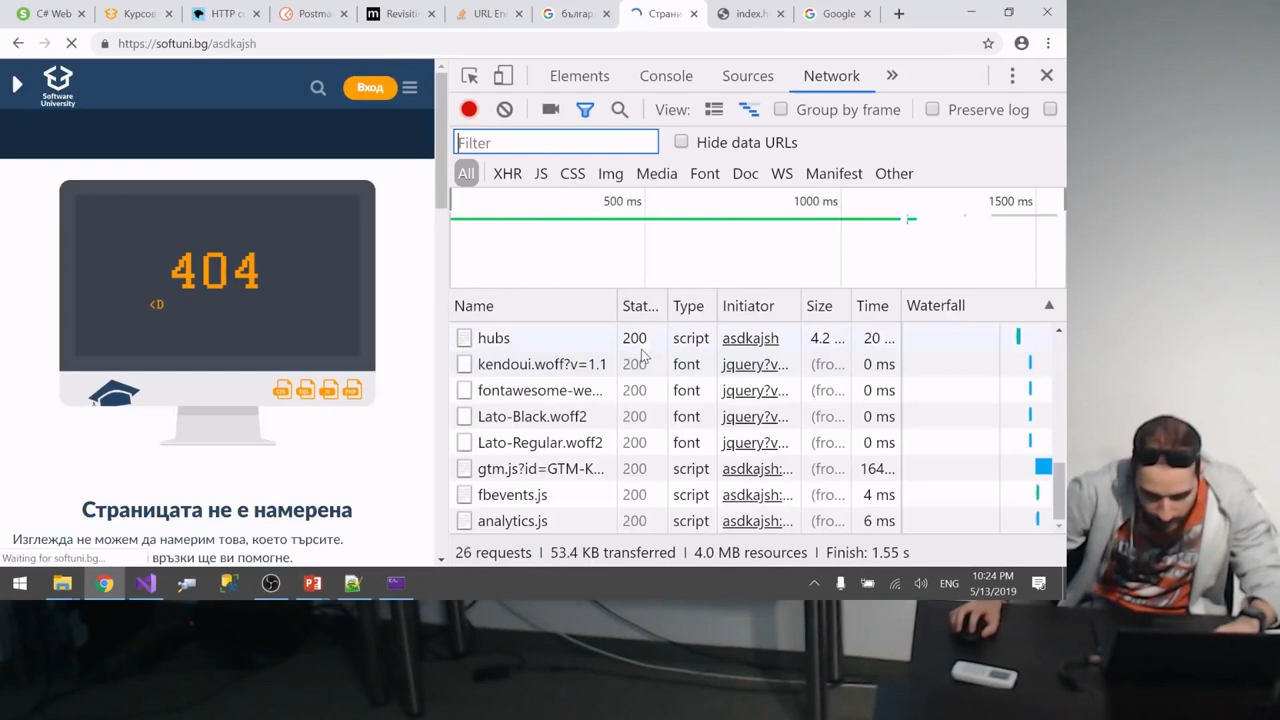 C# Web
Курсов
HTTP co
Postma
Revisiti
URL En
българ
Страни
index.h
Google
https://softuni.bg/asdkajsh
Software
University
Вход
404
<D
Страницата не е намерена
Изглежда не можем да намерим това, което търсите.
връзки ще ви помогне.
Waiting for softuni.bg...
Elements
Console
Sources
Network
»
View:
Group by frame
Preserve log
Filter
Hide data URLs
All
XHR
JS
CSS
Img
Media
Font
Doc
WS
Manifest
Other
500 ms
1000 ms
1500 ms
Name Stat... Type Initiator Size Time Waterfall
hubs 200 script asdkajsh 4.2 ... 20 ...
kendoui.woff?v=1.1 200 font jquery?v... (fro... 0 ms
fontawesome-we... 200 font jquery?v... (fro... 0 ms
Lato-Black.woff2 200 font jquery?v... (fro... 0 ms
Lato-Regular.woff2 200 font jquery?v... (fro... 0 ms
gtm.js?id=GTM-K... 200 script asdkajsh:... (fro... 164...
fbevents.js 200 script asdkajsh:... (fro... 4 ms
analytics.js 200 script asdkajsh:... (fro... 6 ms
26 requests | 53.4 KB transferred | 4.0 MB resources | Finish: 1.55 s
ENG
10:24 PM
5/13/2019